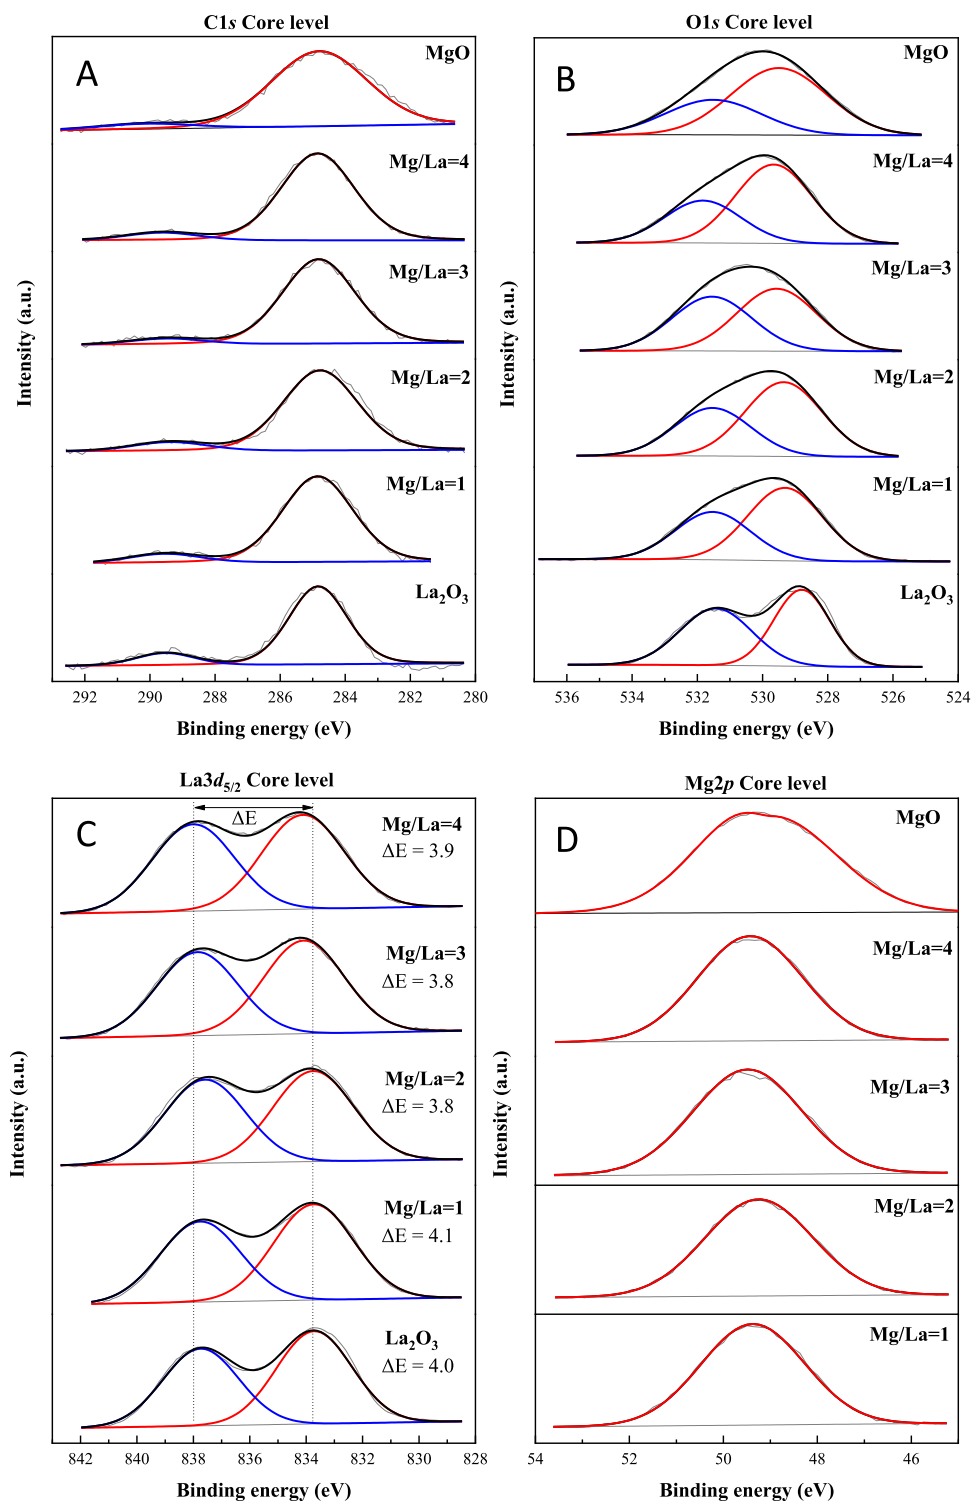 C1s Core level
A
MgO
Mg/La=4
Mg/La=3
Mg/La=2
Mg/La=1
La2O3
Intensity (a.u.)
292 290 288 286 284 282 280
Binding energy (eV)
O1s Core level
B
MgO
Mg/La=4
Mg/La=3
Mg/La=2
Mg/La=1
La2O3
Intensity (a.u.)
536 534 532 530 528 526 524
Binding energy (eV)
La3d5/2 Core level
C
ΔE
Mg/La=4
ΔE = 3.9
Mg/La=3
ΔE = 3.8
Mg/La=2
ΔE = 3.8
Mg/La=1
ΔE = 4.1
La2O3
ΔE = 4.0
Intensity (a.u.)
842 840 838 836 834 832 830 828
Binding energy (eV)
Mg2p Core level
D
MgO
Mg/La=4
Mg/La=3
Mg/La=2
Mg/La=1
Intensity (a.u.)
54 52 50 48 46
Binding energy (eV)